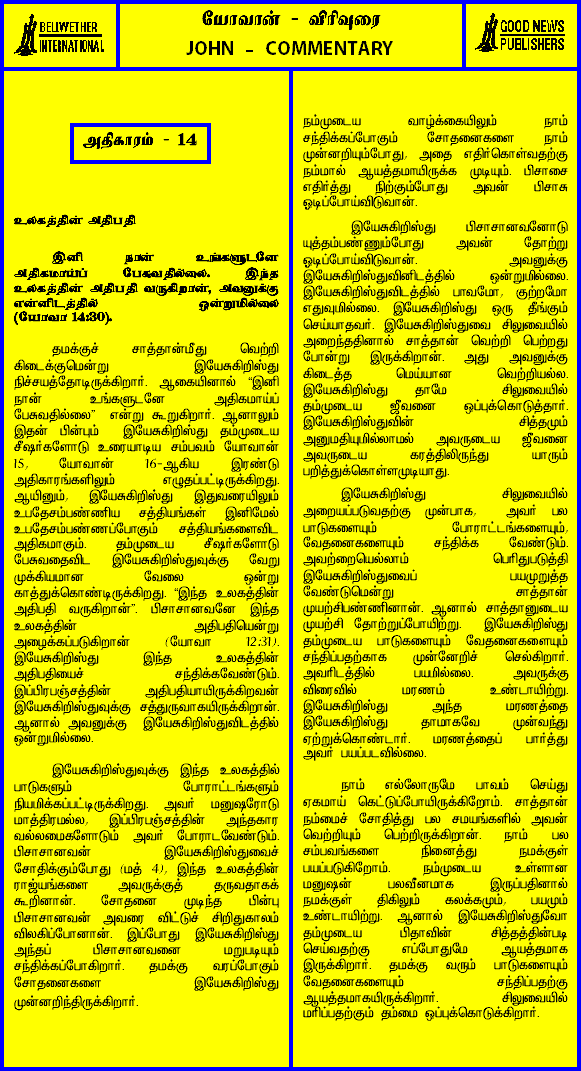 BELLWETHER
INTERNATIONAL
யோவான் - விரிவுரை
JOHN - COMMENTARY
GOOD NEWS
PUBLISHERS
அதிகாரம் - 14
உலகத்தின் அதிபதி
இனி நான் உங்களுடனே
அதிகமாய்ப் பேசுவதில்லை. இந்த
உலகத்தின் அதிபதி வருகிறான், அவனுக்கு
என்னிடத்தில் ஒன்றுமில்லை
(யோவா 14:30).
தமக்குச் சாத்தான்மீது வெற்றி
கிடைக்குமென்று இயேசுகிறிஸ்து
நிச்சயத்தோடிருக்கிறார். ஆகையினால் “இனி
நான் உங்களுடனே அதிகமாய்ப்
பேசுவதில்லை” என்று கூறுகிறார். ஆனாலும்
இதன் பின்பும் இயேசுகிறிஸ்து தம்முடைய
சீஷர்களோடு உரையாடிய சம்பவம் யோவான்
15, யோவான் 16-ஆகிய இரண்டு
அதிகாரங்களிலும் எழுதப்பட்டிருக்கிறது.
ஆயினும், இயேசுகிறிஸ்து இதுவரையிலும்
உபதேசம்பண்ணிய சத்தியங்கள் இனிமேல்
உபதேசம்பண்ணப்போகும் சத்தியங்களைவிட
அதிகமாகும். தம்முடைய சீஷர்களோடு
பேசுவதைவிட இயேசுகிறிஸ்துவுக்கு வேறு
முக்கியமான வேலை ஒன்று
காத்துக்கொண்டிருக்கிறது. “இந்த உலகத்தின்
அதிபதி வருகிறான்”. பிசாசானவனே இந்த
உலகத்தின் அதிபதியென்று
அழைக்கப்படுகிறான் (யோவா 12:31).
இயேசுகிறிஸ்து இந்த உலகத்தின்
அதிபதியைச் சந்திக்கவேண்டும்.
இப்பிரபஞ்சத்தின் அதிபதியாயிருக்கிறவன்
இயேசுகிறிஸ்துவுக்கு சத்துருவாகயிருக்கிறான்.
ஆனால் அவனுக்கு இயேசுகிறிஸ்துவிடத்தில்
ஒன்றுமில்லை.
இயேசுகிறிஸ்துவுக்கு இந்த உலகத்தில்
பாடுகளும் போராட்டங்களும்
நியமிக்கப்பட்டிருக்கிறது. அவர் மனுஷரோடு
மாத்திரமல்ல, இப்பிரபஞ்சத்தின் அந்தகார
வல்லமைகளோடும் அவர் போராடவேண்டும்.
பிசாசானவன் இயேசுகிறிஸ்துவைச்
சோதிக்கும்போது (மத் 4), இந்த உலகத்தின்
ராஜ்யங்களை அவருக்குத் தருவதாகக்
கூறினான். சோதனை முடிந்த பின்பு
பிசாசானவன் அவரை விட்டுச் சிறிதுகாலம்
விலகிப்போனான். இப்போது இயேசுகிறிஸ்து
அந்தப் பிசாசானவனை மறுபடியும்
சந்திக்கப்போகிறார். தமக்கு வரப்போகும்
சோதனைகளை இயேசுகிறிஸ்து
முன்னறிந்திருக்கிறார்.
நம்முடைய வாழ்க்கையிலும் நாம்
சந்திக்கப்போகும் சோதனைகளை நாம்
முன்னறியும்போது, அதை எதிர்கொள்வதற்கு
நம்மால் ஆயத்தமாயிருக்க முடியும். பிசாசை
எதிர்த்து நிற்கும்போது அவன் பிசாசு
ஓடிப்போய்விடுவான்.
இயேசுகிறிஸ்து பிசாசானவனோடு
யுத்தம்பண்ணும்போது அவன் தோற்று
ஓடிப்போய்விடுவான். அவனுக்கு
இயேசுகிறிஸ்துவினிடத்தில் ஒன்றுமில்லை.
இயேசுகிறிஸ்துவிடத்தில் பாவமோ, குற்றமோ
எதுவுமில்லை. இயேசுகிறிஸ்து ஒரு தீங்கும்
செய்யாதவர். இயேசுகிறிஸ்துவை சிலுவையில்
அறைந்ததினால் சாத்தான் வெற்றி பெற்றது
போன்று இருக்கிறான். அது அவனுக்கு
கிடைத்த மெய்யான வெற்றியல்ல.
இயேசுகிறிஸ்து தாமே சிலுவையில்
தம்முடைய ஜீவனை ஒப்புக்கொடுத்தார்.
இயேசுகிறிஸ்துவின் சித்தமும்
அனுமதியுமில்லாமல் அவருடைய ஜீவனை
அவருடைய கரத்திலிருந்து யாரும்
பறித்துக்கொள்ளமுடியாது.
இயேசுகிறிஸ்து சிலுவையில்
அறையப்படுவதற்கு முன்பாக, அவர் பல
பாடுகளையும் போராட்டங்களையும்,
வேதனைகளையும் சந்திக்க வேண்டும்.
அவற்றையெல்லாம் பெரிதுபடுத்தி
இயேசுகிறிஸ்துவைப் பயமுறுத்த
வேண்டுமென்று சாத்தான்
முயற்சிபண்ணினான். ஆனால் சாத்தானுடைய
முயற்சி தோற்றுப்போயிற்று. இயேசுகிறிஸ்து
தம்முடைய பாடுகளையும் வேதனைகளையும்
சந்திப்பதற்காக முன்னேறிச் செல்கிறார்.
அவரிடத்தில் பயமில்லை. அவருக்கு
விரைவில் மரணம் உண்டாயிற்று.
இயேசுகிறிஸ்து அந்த மரணத்தை
இயேசுகிறிஸ்து தாமாகவே முன்வந்து
ஏற்றுக்கொண்டார். மரணத்தைப் பார்த்து
அவர் பயப்படவில்லை.
நாம் எல்லோருமே பாவம் செய்து
ஏகமாய் கெட்டுப்போயிருக்கிறோம். சாத்தான்
நம்மைச் சோதித்து பல சமயங்களில் அவன்
வெற்றியும் பெற்றிருக்கிறான். நாம் பல
சம்பவங்களை நினைத்து நமக்குள்
பயப்படுகிறோம். நம்முடைய உள்ளான
மனுஷன் பலவீனமாக இருப்பதினால்
நமக்குள் திகிலும் கலக்கமும், பயமும்
உண்டாயிற்று. ஆனால் இயேசுகிறிஸ்துவோ
தம்முடைய பிதாவின் சித்தத்தின்படி
செய்வதற்கு எப்போதுமே ஆயத்தமாக
இருக்கிறார். தமக்கு வரும் பாடுகளையும்
வேதனைகளையும் சந்திப்பதற்கு
ஆயத்தமாகயிருக்கிறார். சிலுவையில்
மரிப்பதற்கும் தம்மை ஒப்புக்கொடுக்கிறார்.